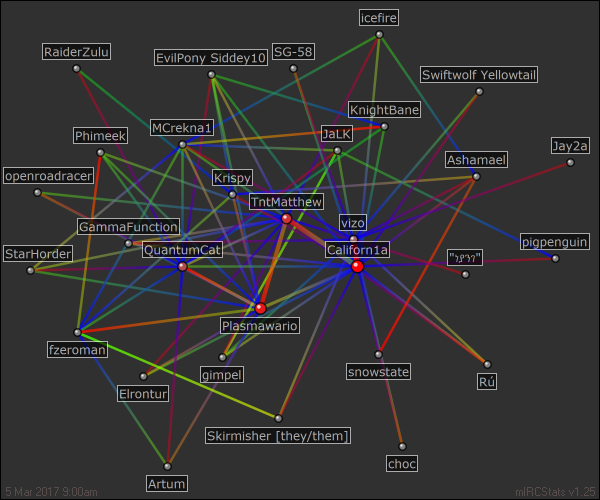 icefire
RaiderZulu
EvilPony Siddey10
SG-58
Swiftwolf Yellowtail
KnightBane
MCrekna1
JaLK
Phimeek
Jay2a
Ashamael
openroadracer
Krispy
TntMatthew
GammaFunction
vizo
pigpenguin
StarHorder
QuantumCat
Californ1a
Plasmawario
fzeroman
gimpel
snowstate
Rú
Elrontur
Skirmisher [they/them]
choc
Artum
5 Mar 2017 9:00am
mIRCStats v1.25